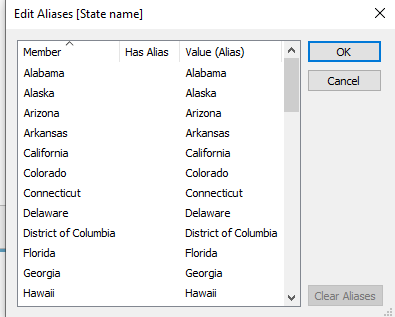 Edit Aliases [State name]
Member Has Alias Value (Alias)
Alabama Alabama
Alaska Alaska
Arizona Arizona
Arkansas Arkansas
California California
Colorado Colorado
Connecticut Connecticut
Delaware Delaware
District of Columbia District of Columbia
Florida Florida
Georgia Georgia
Hawaii Hawaii
OK
Cancel
Clear Aliases